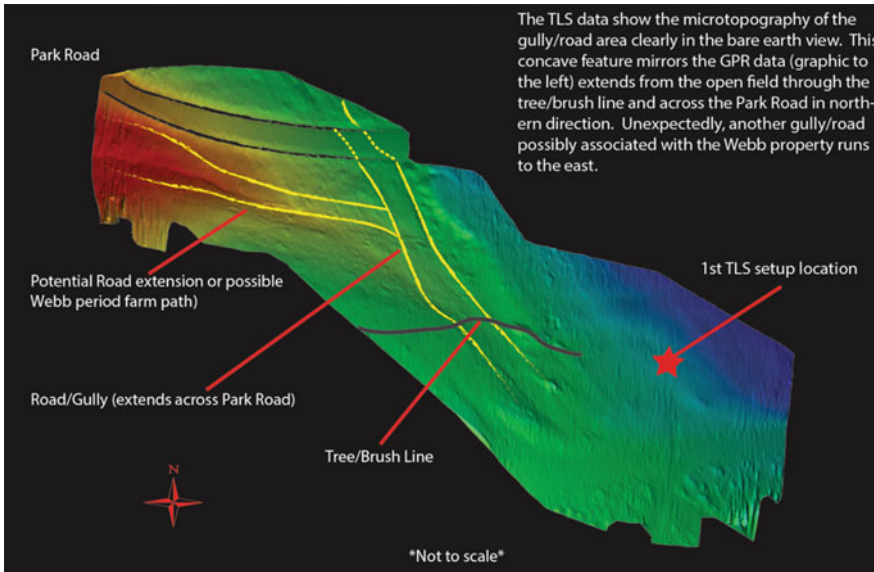 The TLS data show the microtopography of the
gully/road area clearly in the bare earth view. This
concave feature mirrors the GPR data (graphic to
the left) extends from the open field through the
tree/brush line and across the Park Road in north-
ern direction. Unexpectedly, another gully/road
possibly associated with the Webb property runs
to the east.
Park Road
1st TLS setup location
Potential Road extension or possible
Webb period farm path)
Road/Gully (extends across Park Road)
Tree/Brush Line
N
*Not to scale*